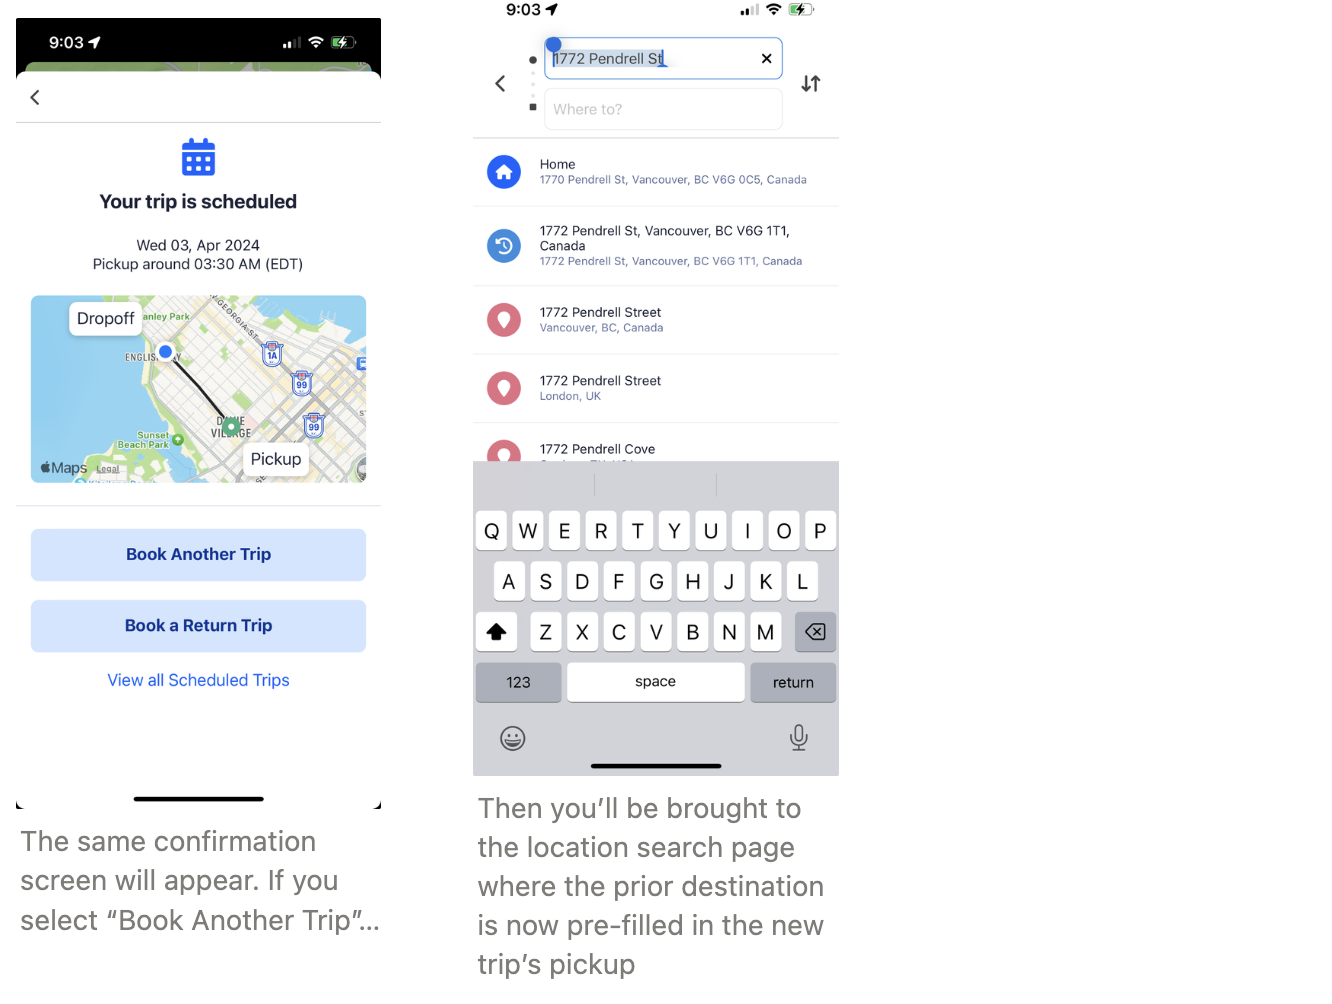 9:03
Your trip is scheduled
Wed 03, Apr 2024
Pickup around 03:30 AM (EDT)
Dropoff
anley Park
W GEORGIA ST
ENGLIS
AY
1A
99
99
VILLAGE
Sunset
Beach Park
Pickup
Maps
Legal
Book Another Trip
Book a Return Trip
View all Scheduled Trips
The same confirmation
screen will appear. If you
select “Book Another Trip”...
9:03
1772 Pendrell St
Where to?
Home
1770 Pendrell St, Vancouver, BC V6G 0C5, Canada
1772 Pendrell St, Vancouver, BC V6G 1T1,
Canada
1772 Pendrell St, Vancouver, BC V6G 1T1, Canada
1772 Pendrell Street
Vancouver, BC, Canada
1772 Pendrell Street
London, UK
1772 Pendrell Cove
Q W E R T Y U I O P
A S D F G H J K L
Z X C V B N M
123 space return
Then you’ll be brought to
the location search page
where the prior destination
is now pre-filled in the new
trip’s pickup